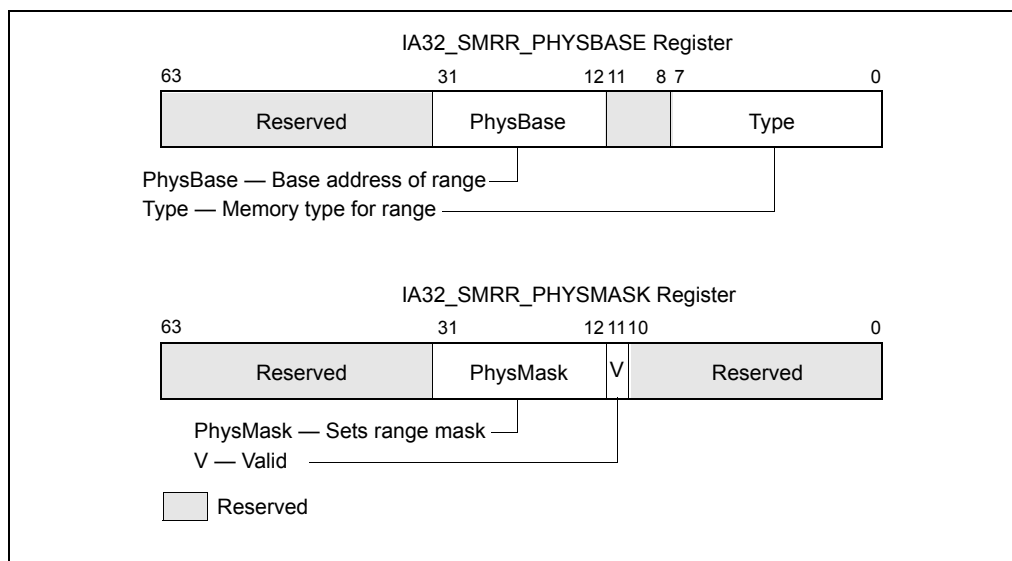 IA32_SMRR_PHYSBASE Register
63 31 12 11 8 7 0
Reserved PhysBase Type
PhysBase — Base address of range
Type — Memory type for range
IA32_SMRR_PHYSMASK Register
63 31 12 11 10 0
Reserved PhysMask V Reserved
PhysMask — Sets range mask
V — Valid
Reserved